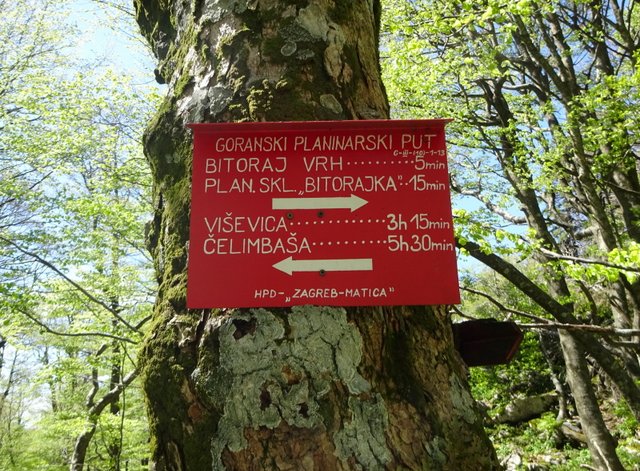 GORANSKI PLANINARSKI PUT
BITORAJ VRH········5min
PLAN. SKL. „BITORAJKA"··15min
VIŠEVICA···············3h 15min
ČELIMBAŠA············5h 30min
HPD-„ZAGREB-MATICA"